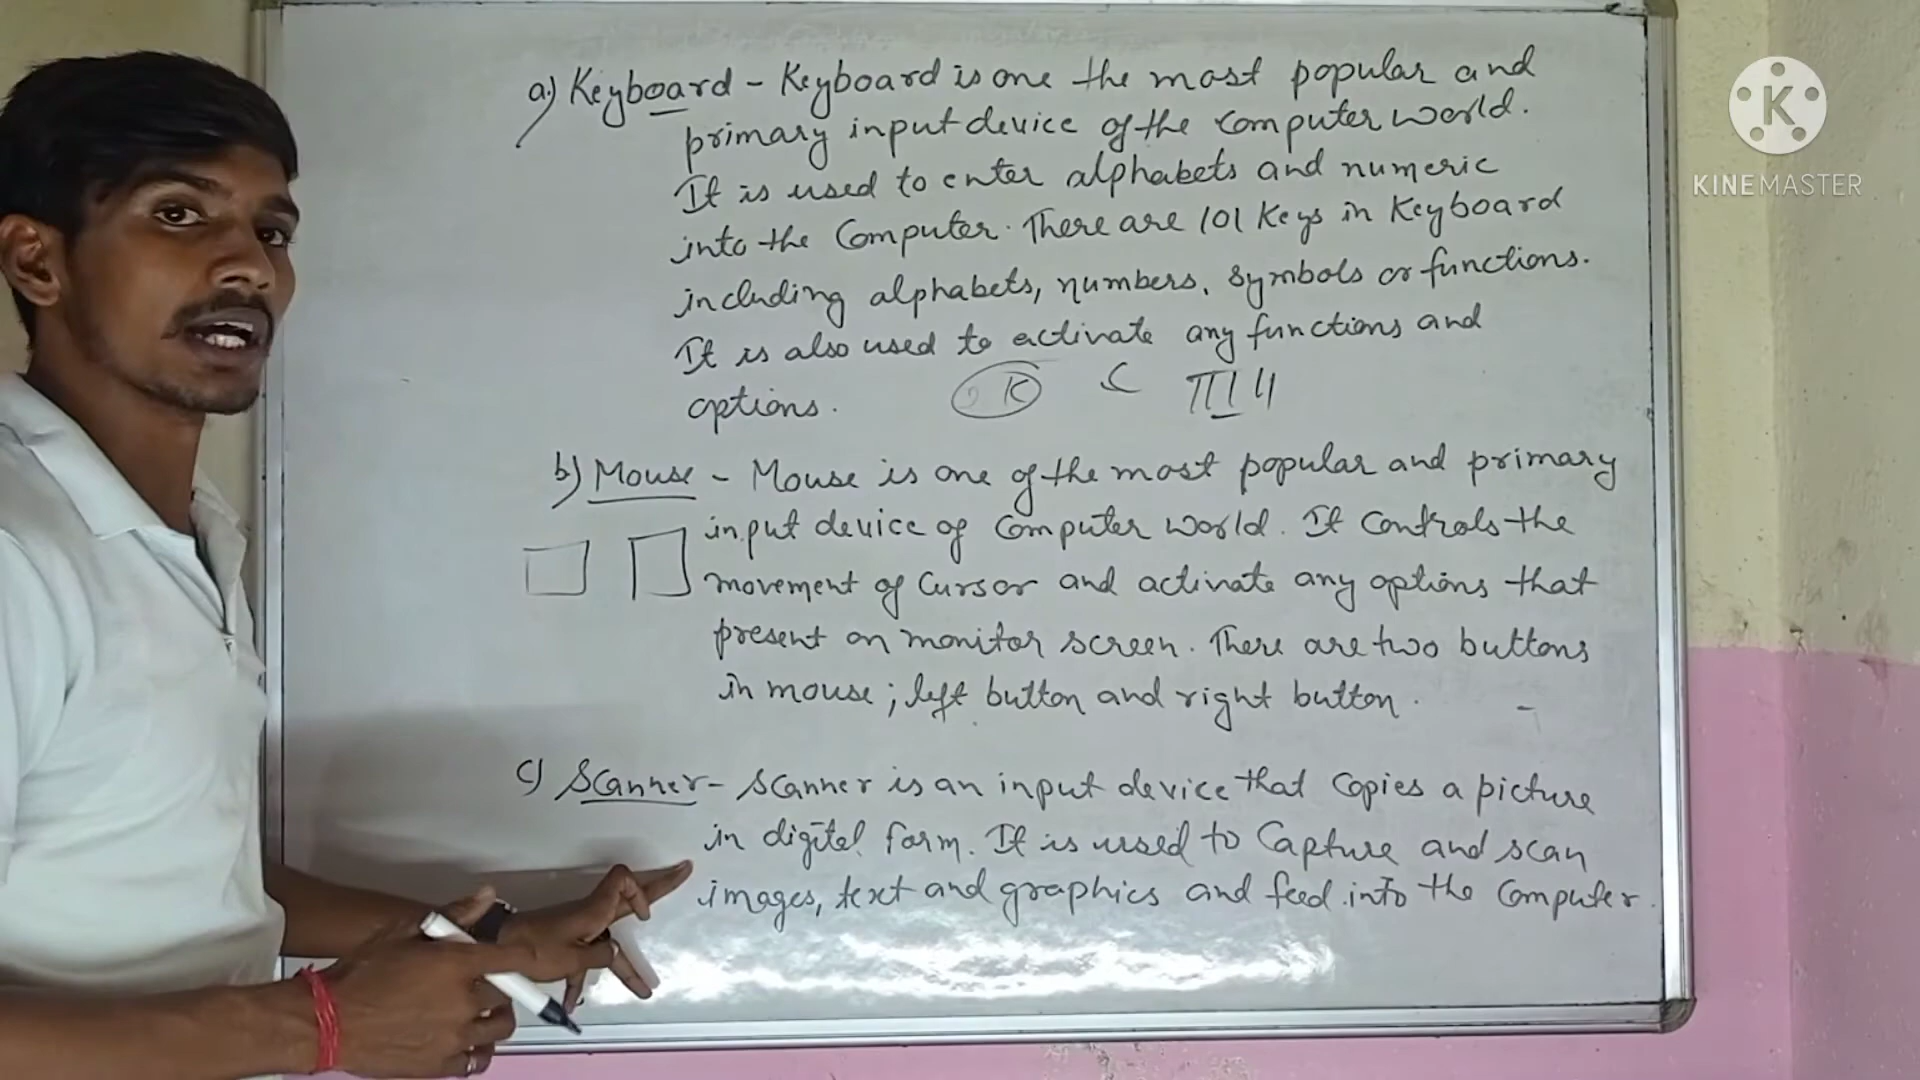 a.) Keyboard - Keyboard is one the most popular and
primary input device of the computer world.
It is used to enter alphabets and numeric
into the Computer. There are 101 Keys in Keyboard
including alphabets, numbers, symbols or functions.
It is also used to activate any functions and
options.
b) Mouse - Mouse is one of the most popular and primary
input device of Computer world. It Controls the
movement of Cursor and activate any options that
present on monitor screen. There are two buttons
in mouse; left button and right button.
c) Scanner - Scanner is an input device that Copies a picture
in digital form. It is used to Capture and scan
images, text and graphics and feed into the Computer.
K
KINEMASTER